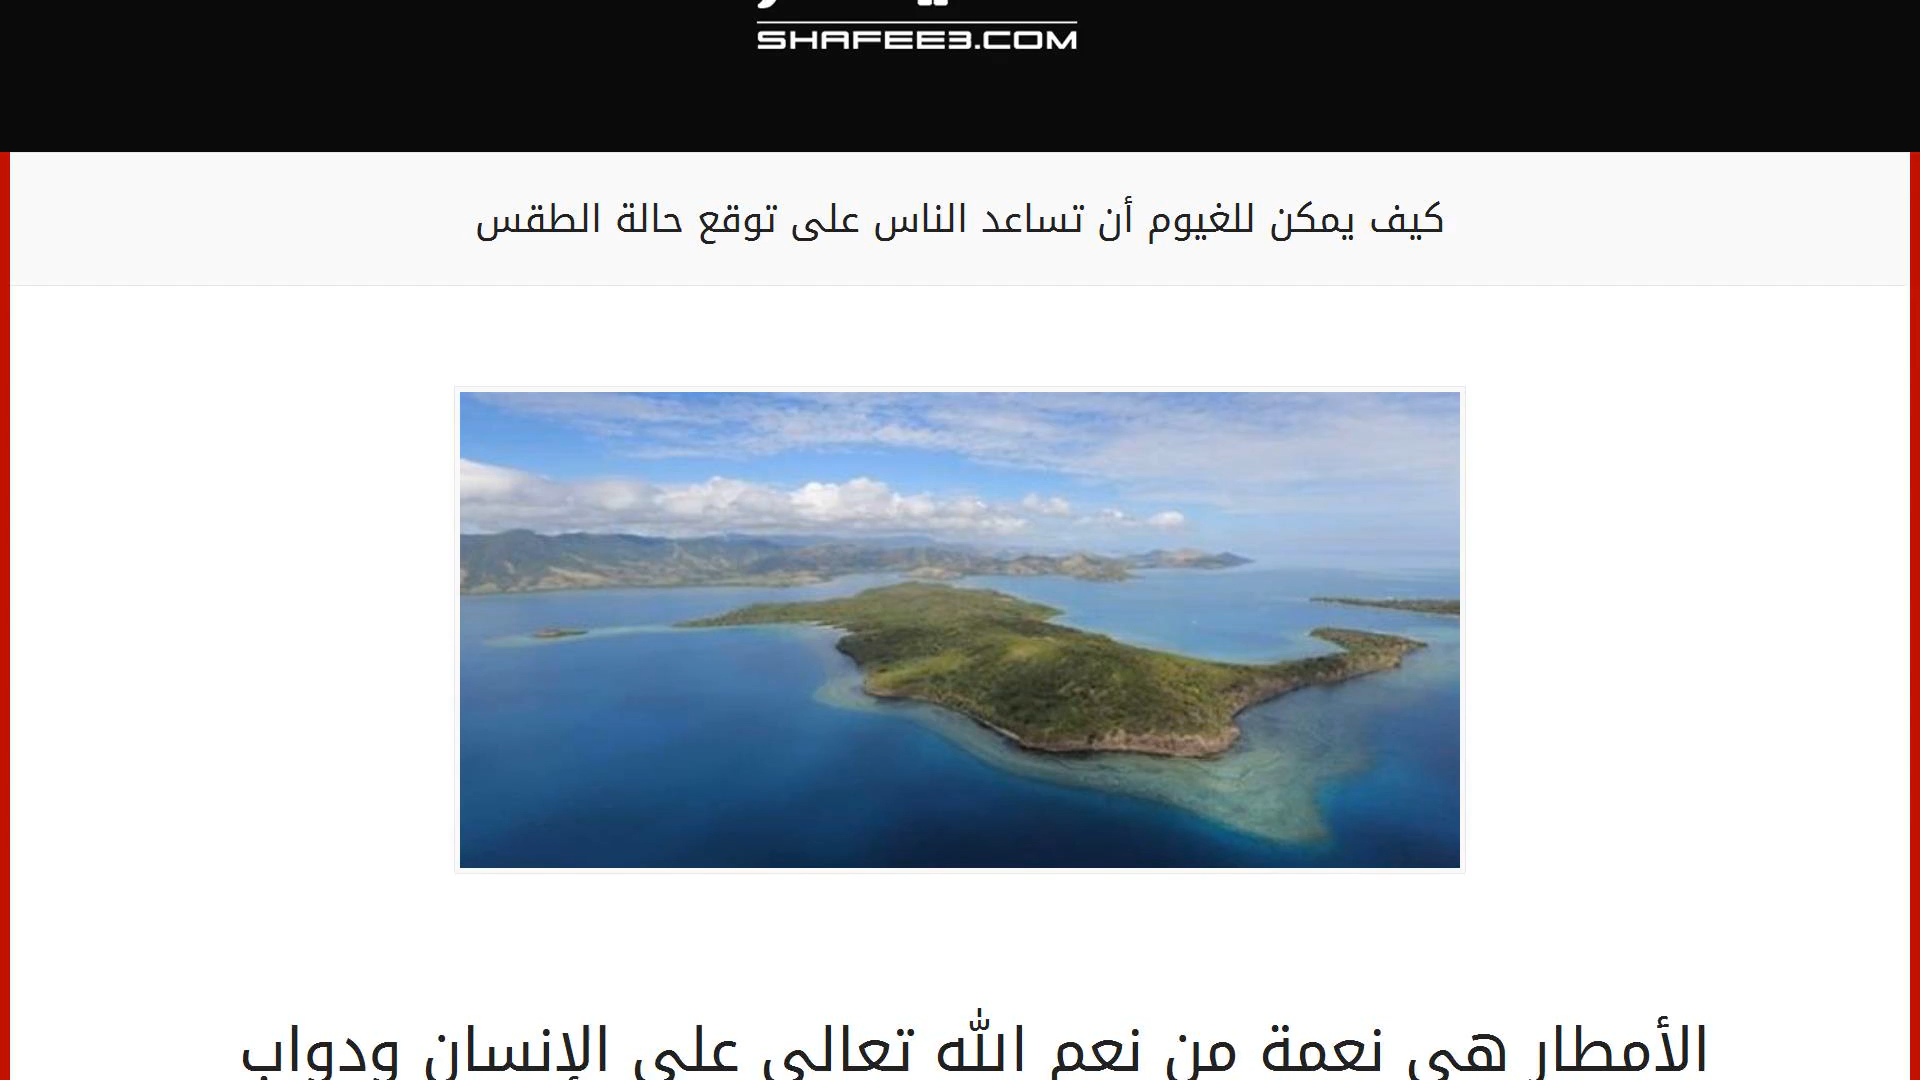 SHAFEE3.COM
كيف يمكن للغيوم أن تساعد الناس على توقع حالة الطقس
الأمطار هي نعمة من نعم الله تعالى على الإنسان ودواب